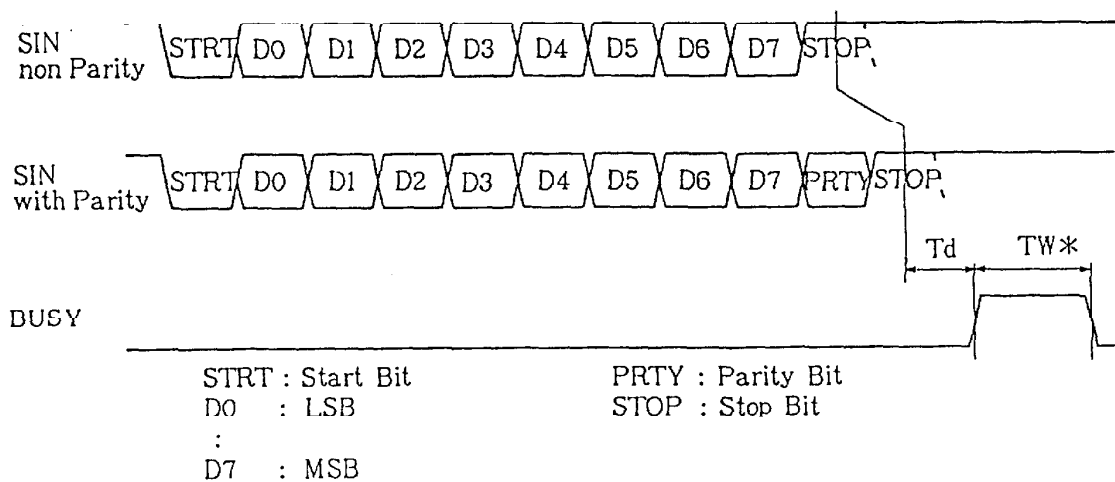 SIN
non Parity
STRT D0 D1 D2 D3 D4 D5 D6 D7 STOP
SIN
with Parity
STRT D0 D1 D2 D3 D4 D5 D6 D7 PRTY STOP
Td TW*
BUSY
STRT : Start Bit
PRTY : Parity Bit
D0 : LSB
STOP : Stop Bit
:
D7 : MSB